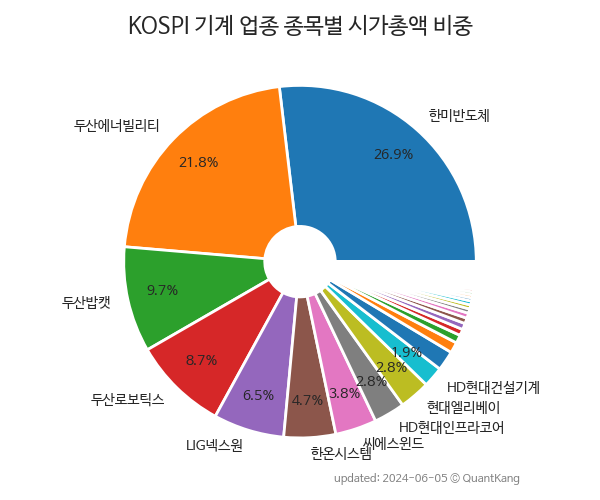 KOSPI 기계 업종 종목별 시가총액 비중
한미반도체
26.9%
두산에너빌리티
21.8%
두산밥캣
9.7%
두산로보틱스
8.7%
LIG넥스원
6.5%
한온시스템
4.7%
씨에스윈드
3.8%
HD현대인프라코어
2.8%
현대엘리베이
2.8%
HD현대건설기계
1.9%
updated: 2024-06-05 © QuantKang